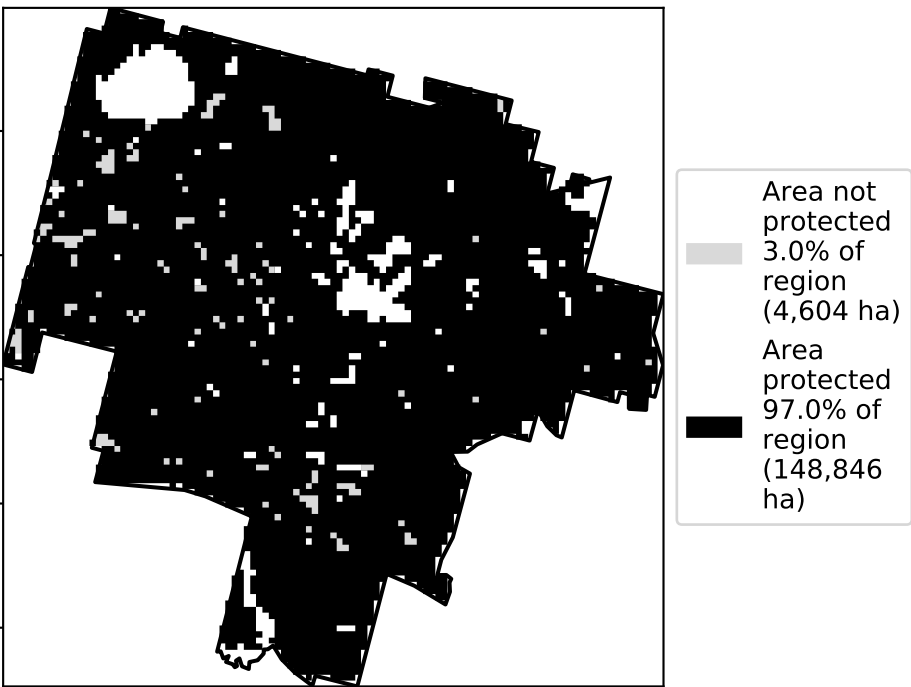 Area not
protected
3.0% of
region
(4,604 ha)
Area
protected
97.0% of
region
(148,846
ha)